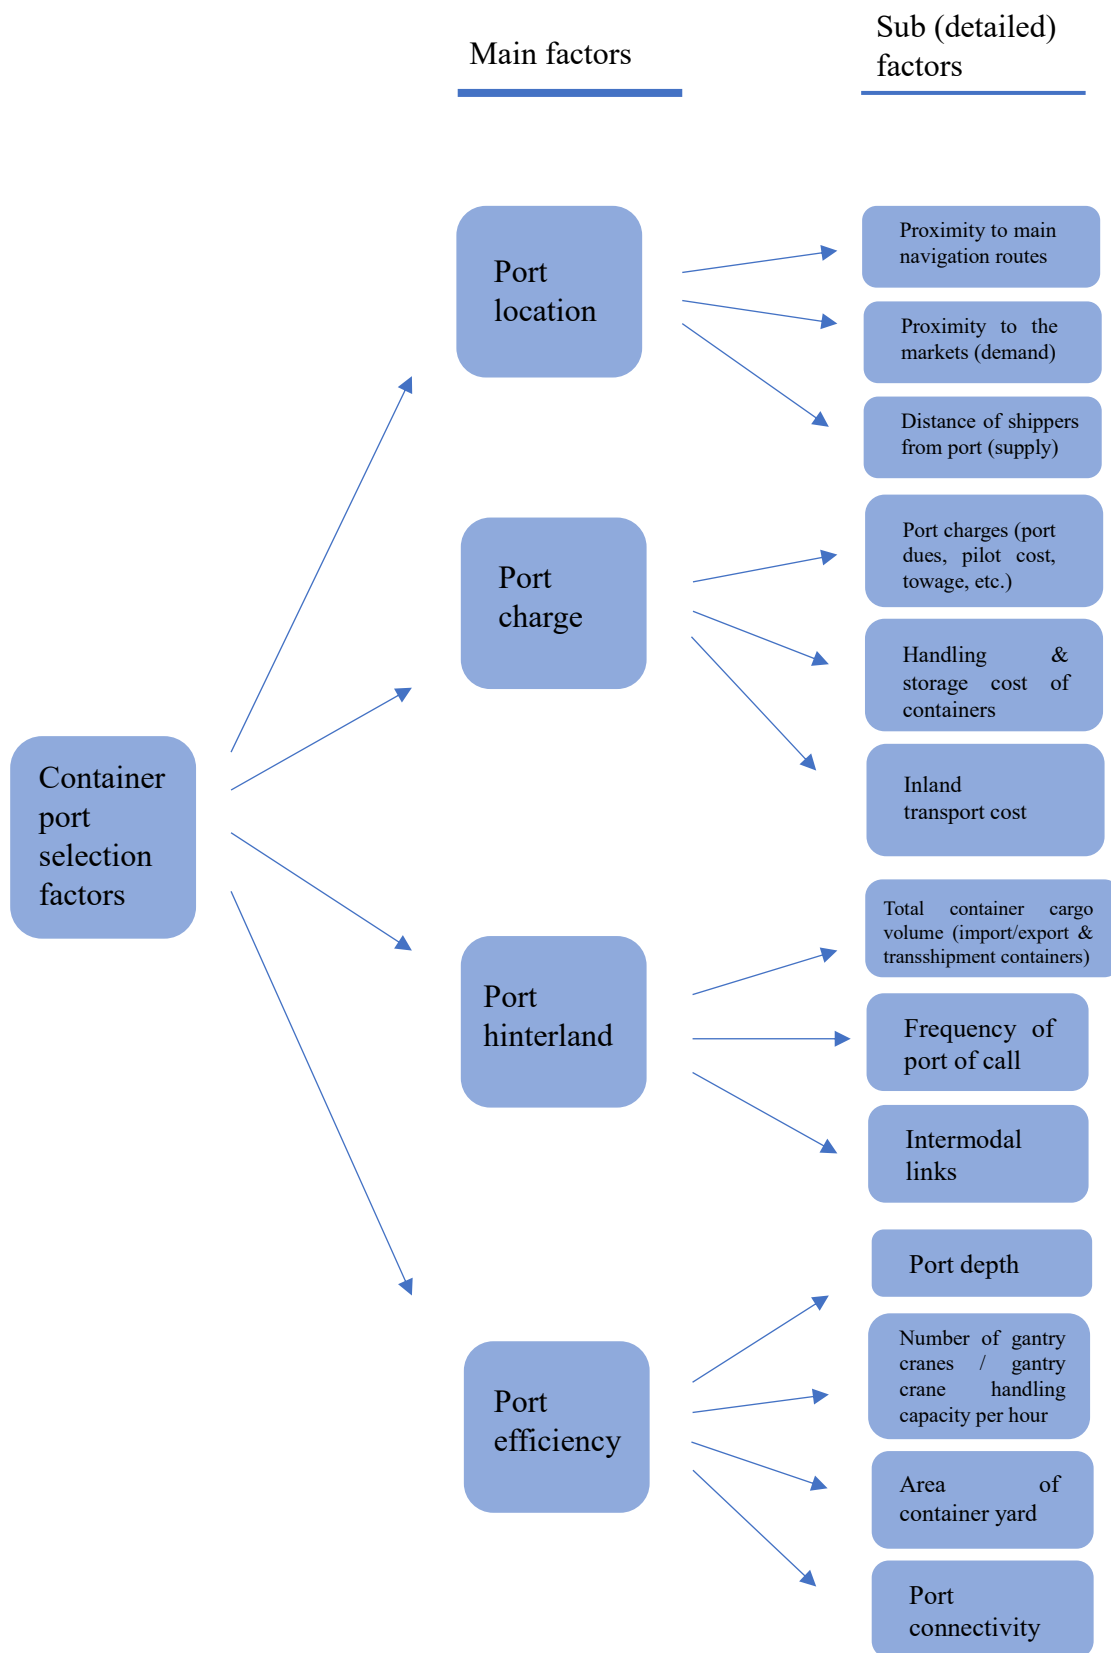 Main factors
Sub (detailed)
factors
Container
port
selection
factors
Port
location
Proximity to main
navigation routes
Proximity to the
markets (demand)
Distance of shippers
from port (supply)
Port
charge
Port charges (port
dues, pilot cost,
towage, etc.)
Handling &
storage cost of
containers
Inland
transport cost
Port
hinterland
Total container cargo
volume (import/export &
transshipment containers)
Frequency of
port of call
Intermodal
links
Port
efficiency
Port depth
Number of gantry
cranes / gantry
crane handling
capacity per hour
Area of
container yard
Port
connectivity